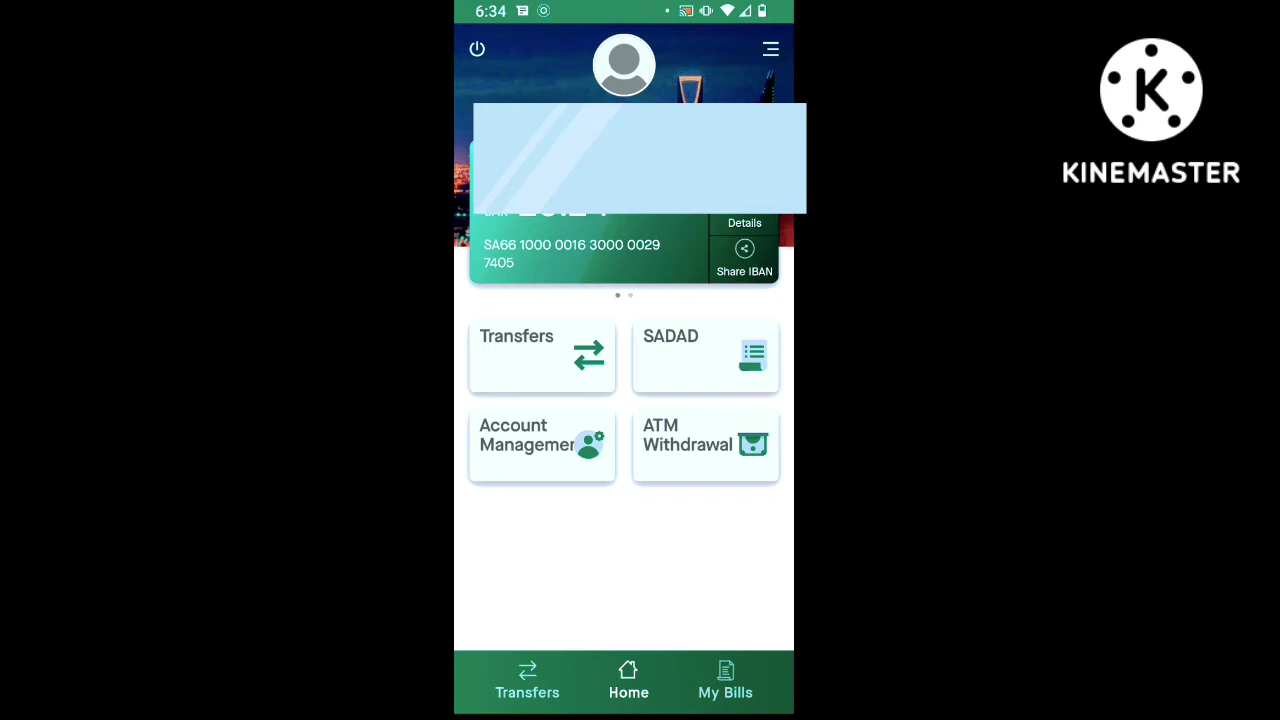 6:34
KINEMASTER
SA66 1000 0016 3000 0029
7405
Details
Share IBAN
Transfers
SADAD
Account
ATM
Withdrawal
Transfers
Home
My Bills